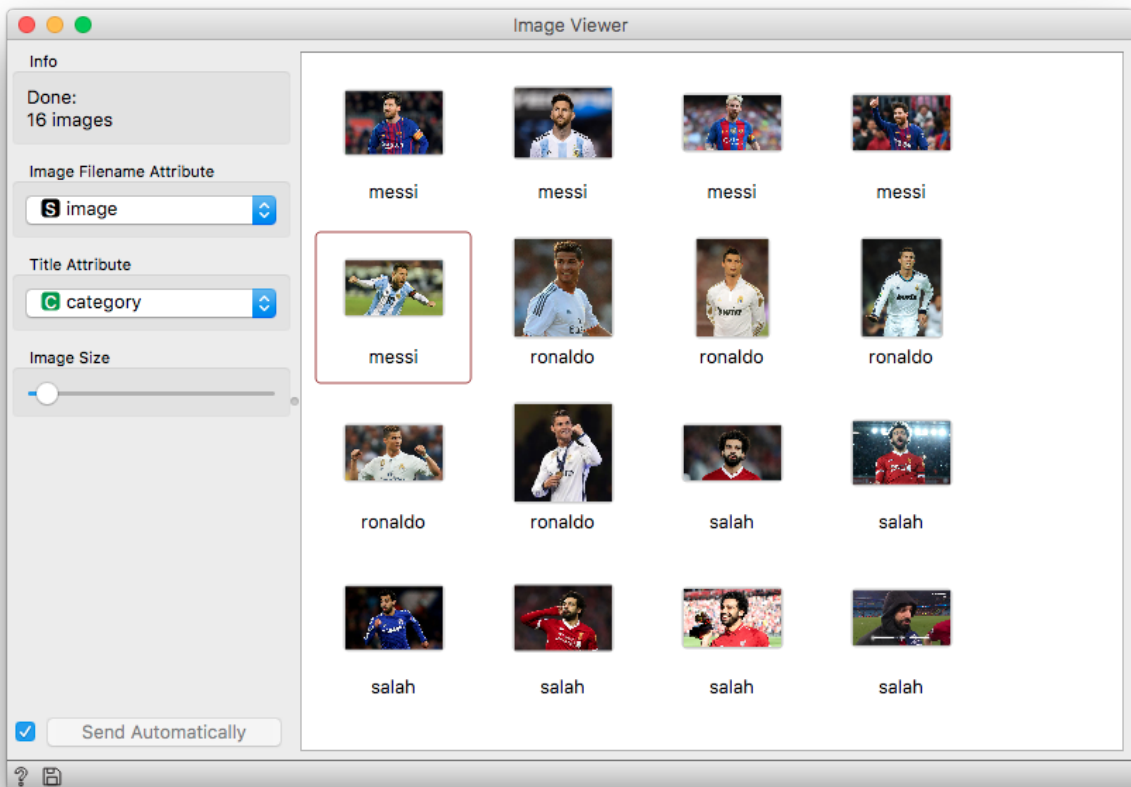 Image Viewer
Info
Done:
16 images
Image Filename Attribute
S image
Title Attribute
C category
Image Size
Send Automatically
messi
messi
messi
messi
messi
ronaldo
ronaldo
ronaldo
ronaldo
ronaldo
salah
salah
salah
salah
salah
salah
?